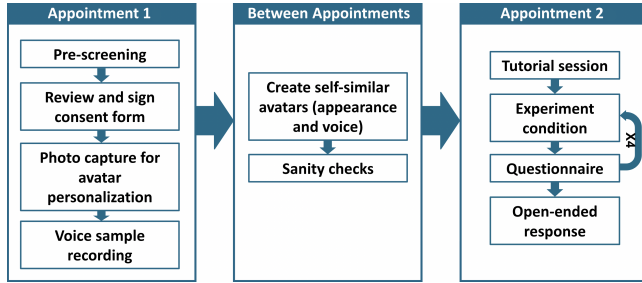 Appointment 1
Pre-screening
Review and sign
consent form
Photo capture for
avatar
personalization
Voice sample
recording
Between Appointments
Create self-similar
avatars (appearance
and voice)
Sanity checks
Appointment 2
Tutorial session
Experiment
condition
X4
Questionnaire
Open-ended
response